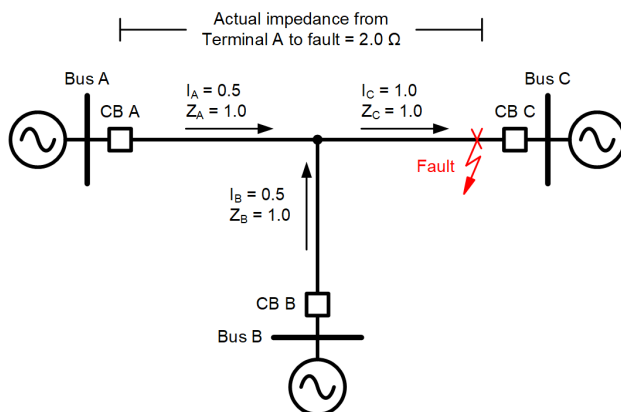 Actual impedance from
Terminal A to fault = 2.0 Ω
Bus A
CB A
I_A = 0.5
Z_A = 1.0
I_C = 1.0
Z_C = 1.0
Bus C
CB C
Fault
I_B = 0.5
Z_B = 1.0
CB B
Bus B